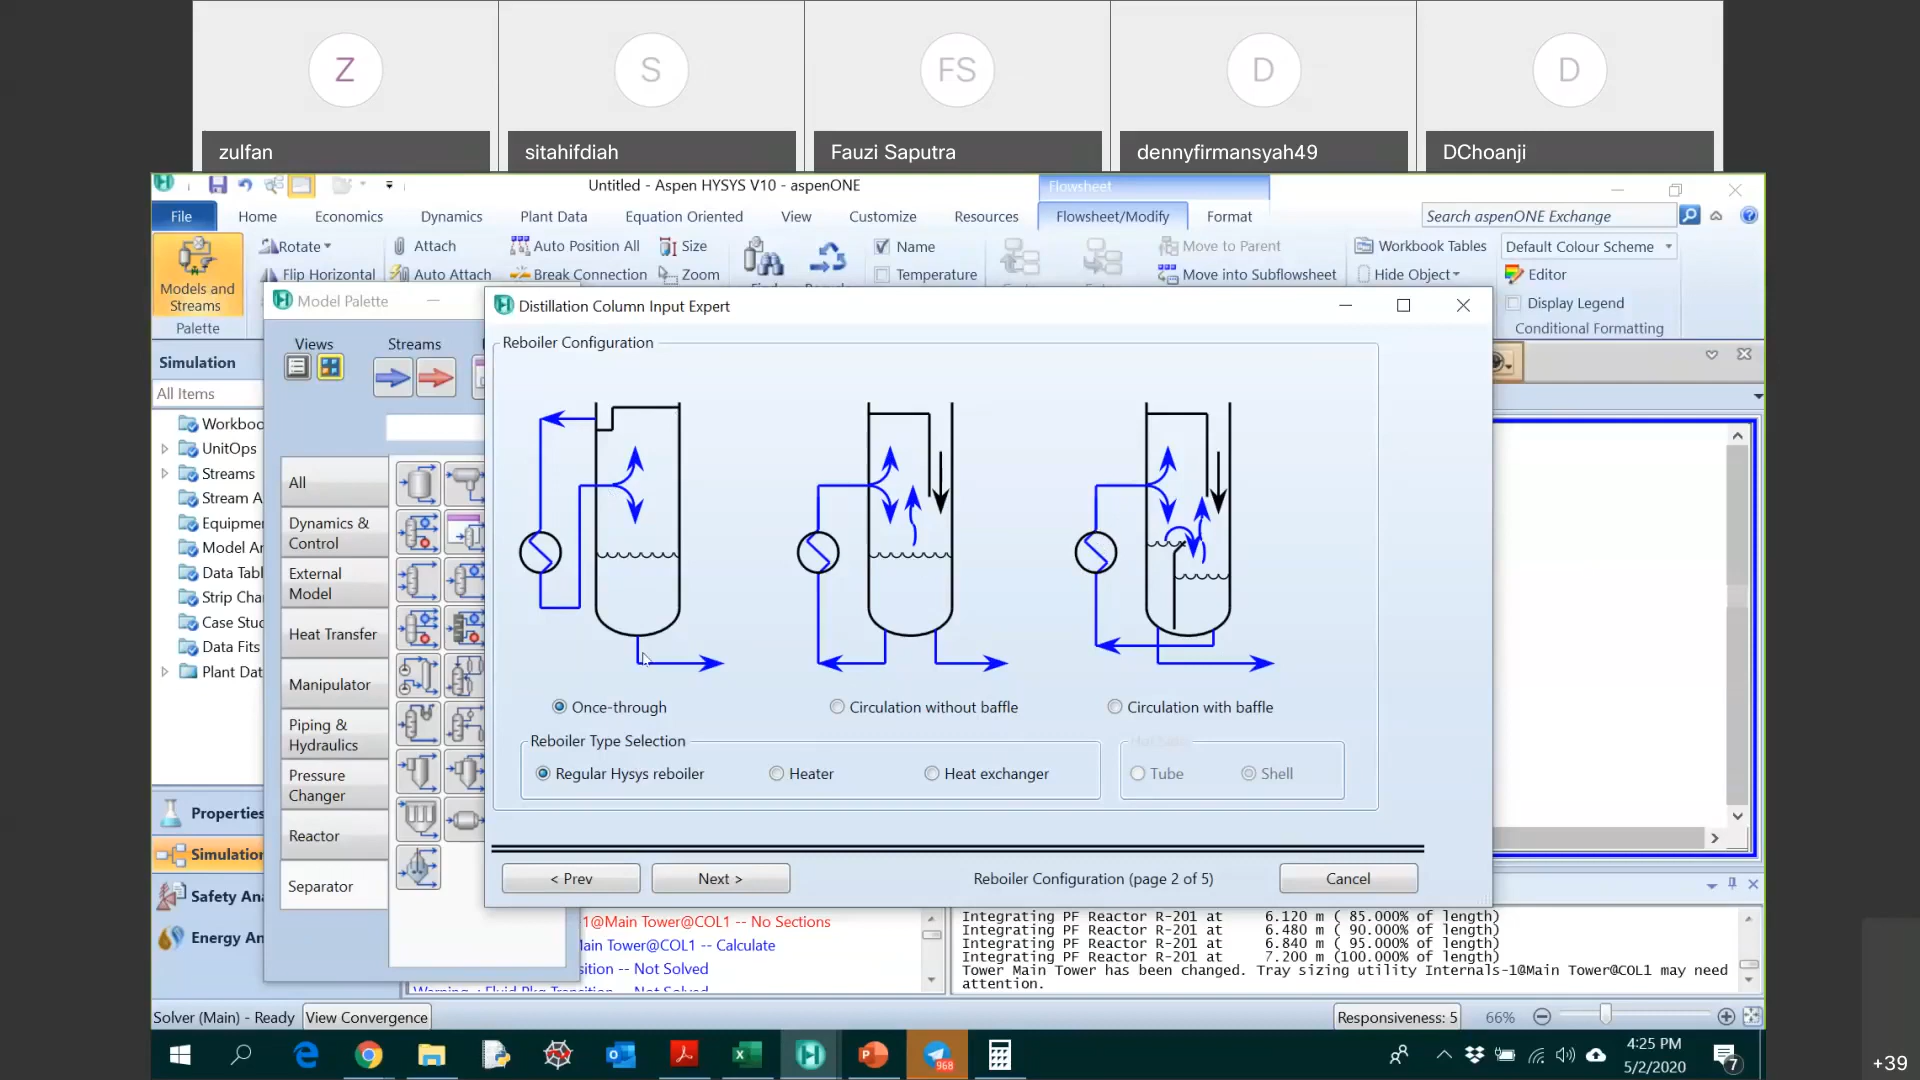 Z
S
FS
D
D
zulfan
sitahifdiah
Fauzi Saputra
dennyfirmansyah49
DChoanji
Untitled - Aspen HYSYS V10 - aspenONE
Flowsheet
File
Home
Economics
Dynamics
Plant Data
Equation Oriented
View
Customize
Resources
Flowsheet/Modify
Format
Search aspenONE Exchange
Models and
Streams
Palette
Rotate
Flip Horizontal
Attach
Auto Attach
Auto Position All
Break Connection
Size
Zoom
Name
Temperature
Move to Parent
Move into Subflowsheet
Workbook Tables
Hide Object
Default Colour Scheme
Editor
Display Legend
Conditional Formatting
Simulation
All Items
Workboo
UnitOps
Streams
Stream A
Equipme
Model Ar
Data Tabl
Strip Cha
Case Stud
Data Fits
Plant Dat
Properties
Simulation
Safety Ana
Energy An
Model Palette
Views
Streams
All
Dynamics &
Control
External
Model
Heat Transfer
Manipulator
Piping &
Hydraulics
Pressure
Changer
Reactor
Separator
Distillation Column Input Expert
Reboiler Configuration
Once-through
Circulation without baffle
Circulation with baffle
Reboiler Type Selection
Regular Hysys reboiler
Heater
Heat exchanger
Tube
Shell
< Prev
Next >
Reboiler Configuration (page 2 of 5)
Cancel
1@Main Tower@COL1 -- No Sections
ain Tower@COL1 -- Calculate
sition -- Not Solved
Warning : Fluid Pkg Transition -- Not Solved
Integrating PF Reactor R-201 at 6.120 m ( 85.000% of length)
Integrating PF Reactor R-201 at 6.480 m ( 90.000% of length)
Integrating PF Reactor R-201 at 6.840 m ( 95.000% of length)
Integrating PF Reactor R-201 at 7.200 m (100.000% of length)
Tower Main Tower has been changed. Tray sizing utility Internals-1@Main Tower@COL1 may need
attention.
Solver (Main) - Ready
View Convergence
Responsiveness: 5
66%
968
4:25 PM
5/2/2020
7
+39